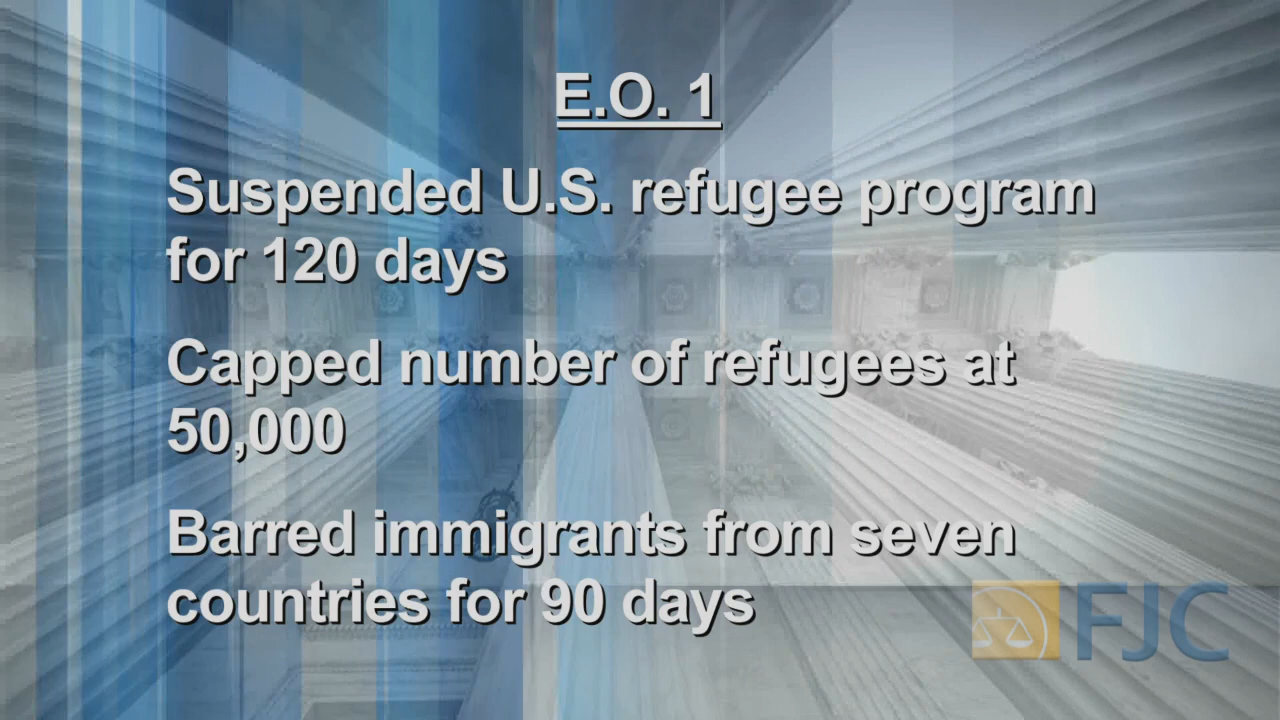 E.O. 1
Suspended U.S. refugee program
for 120 days
Capped number of refugees at
50,000
Barred immigrants from seven
countries for 90 days
FJC